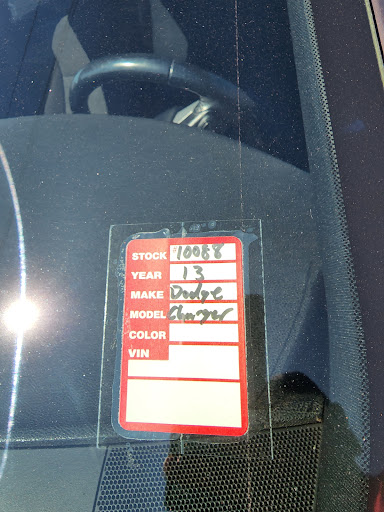 STOCK #10088
YEAR 13
MAKE Dodge
MODEL Charger
COLOR
VIN